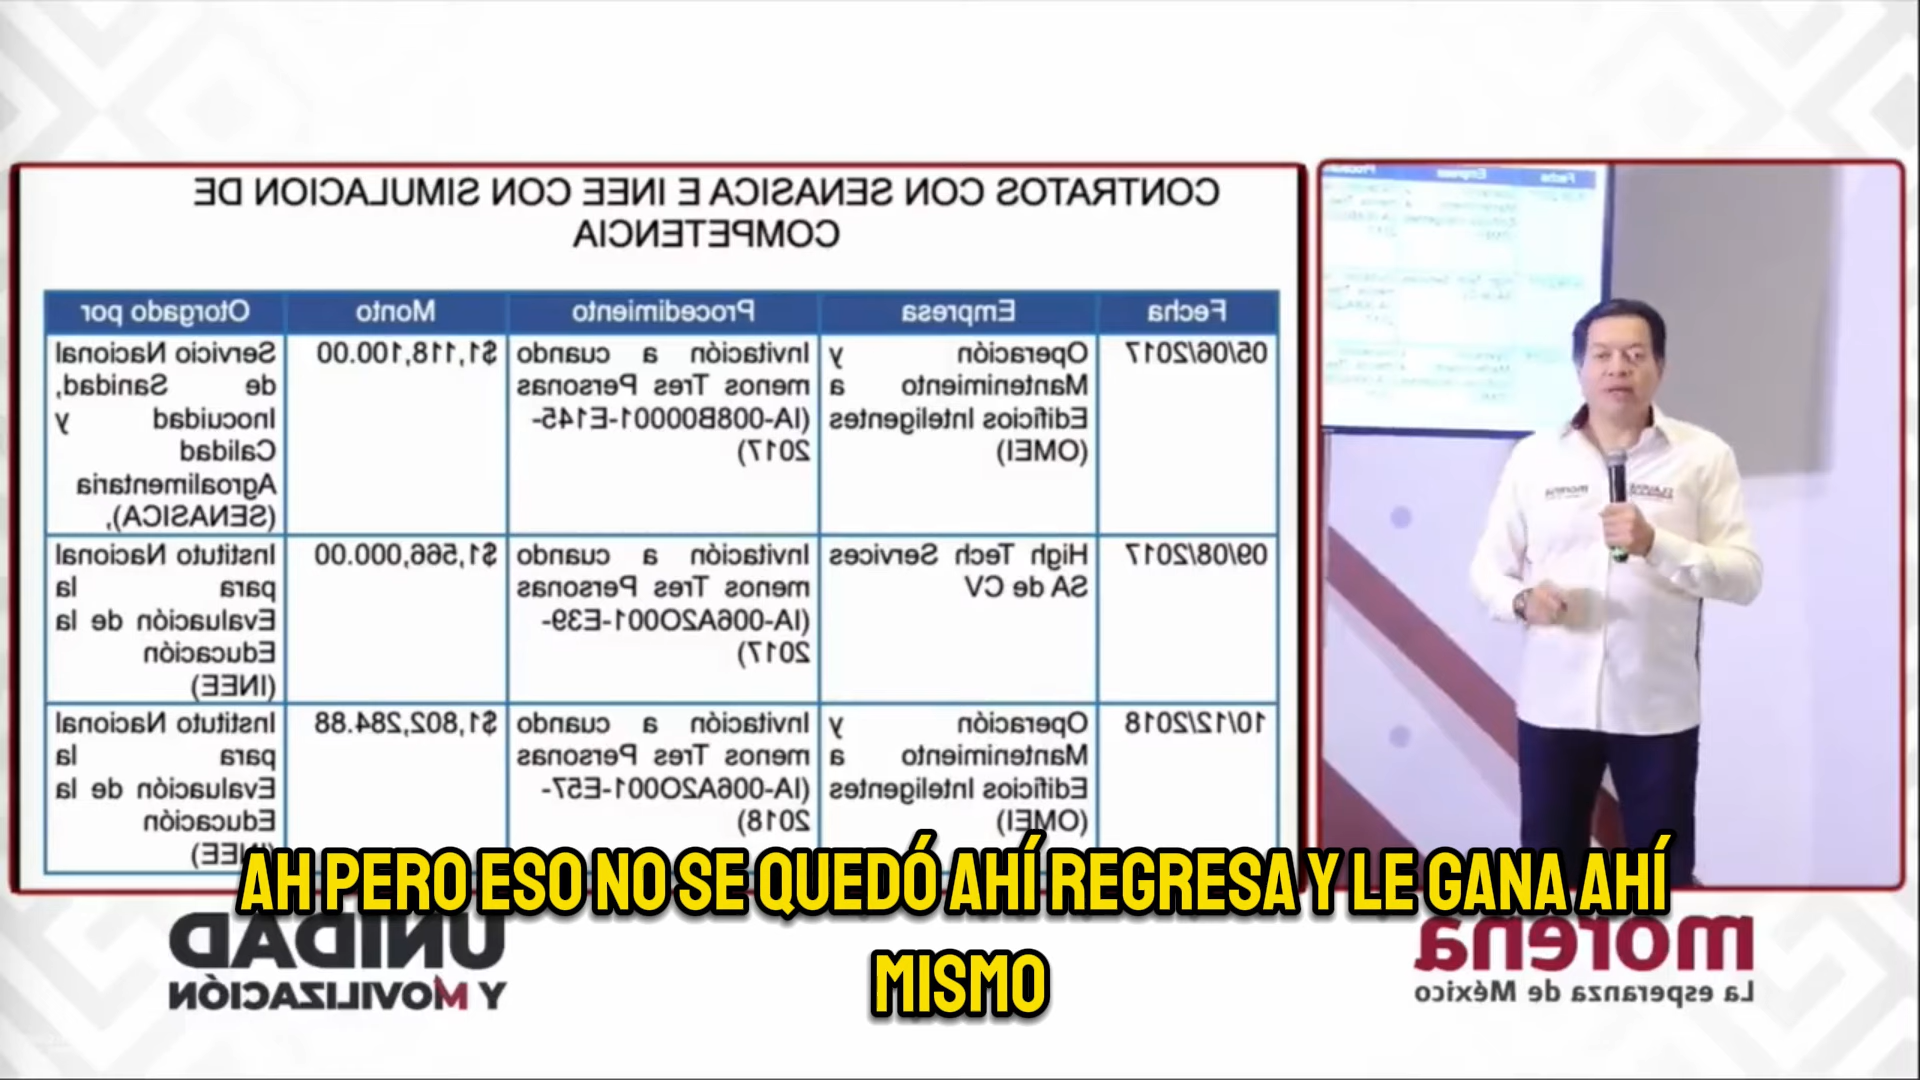 CONTRATOS CON SENASICA E INEE CON SIMULACION DE
COMPETENCIA
Fecha Empresa Procedimiento Monto Otorgado por
05/06/2017
Operación y
Mantenimiento a
Edificios Inteligentes
(OMEI)
Invitación a cuando
menos Tres Personas
(IA-008B00001-E145-
2017)
$1,118,100.00
Servicio Nacional
de Sanidad,
Inocuidad y
Calidad
Agroalimentaria
(SENASICA),
09/08/2017
High Tech Services
SA de CV
Invitación a cuando
menos Tres Personas
(IA-006A2O001-E39-
2017)
$1,566,000.00
Instituto Nacional
para la
Evaluación de la
Educación
(INEE)
10/12/2018
Operación y
Mantenimiento a
Edificios Inteligentes
(OMEI)
Invitación a cuando
menos Tres Personas
(IA-006A2O001-E57-
2018)
$1,802,284.88
Instituto Nacional
para la
Evaluación de la
Educación
(INEE)
Fecha Empresa
morena
AH PERO ESO NO SE QUEDÓ AHÍ REGRESA Y LE GANA AHÍ
MISMO
UNIDAD
Y MOVILIZACIÓN
morena
La esperanza de México